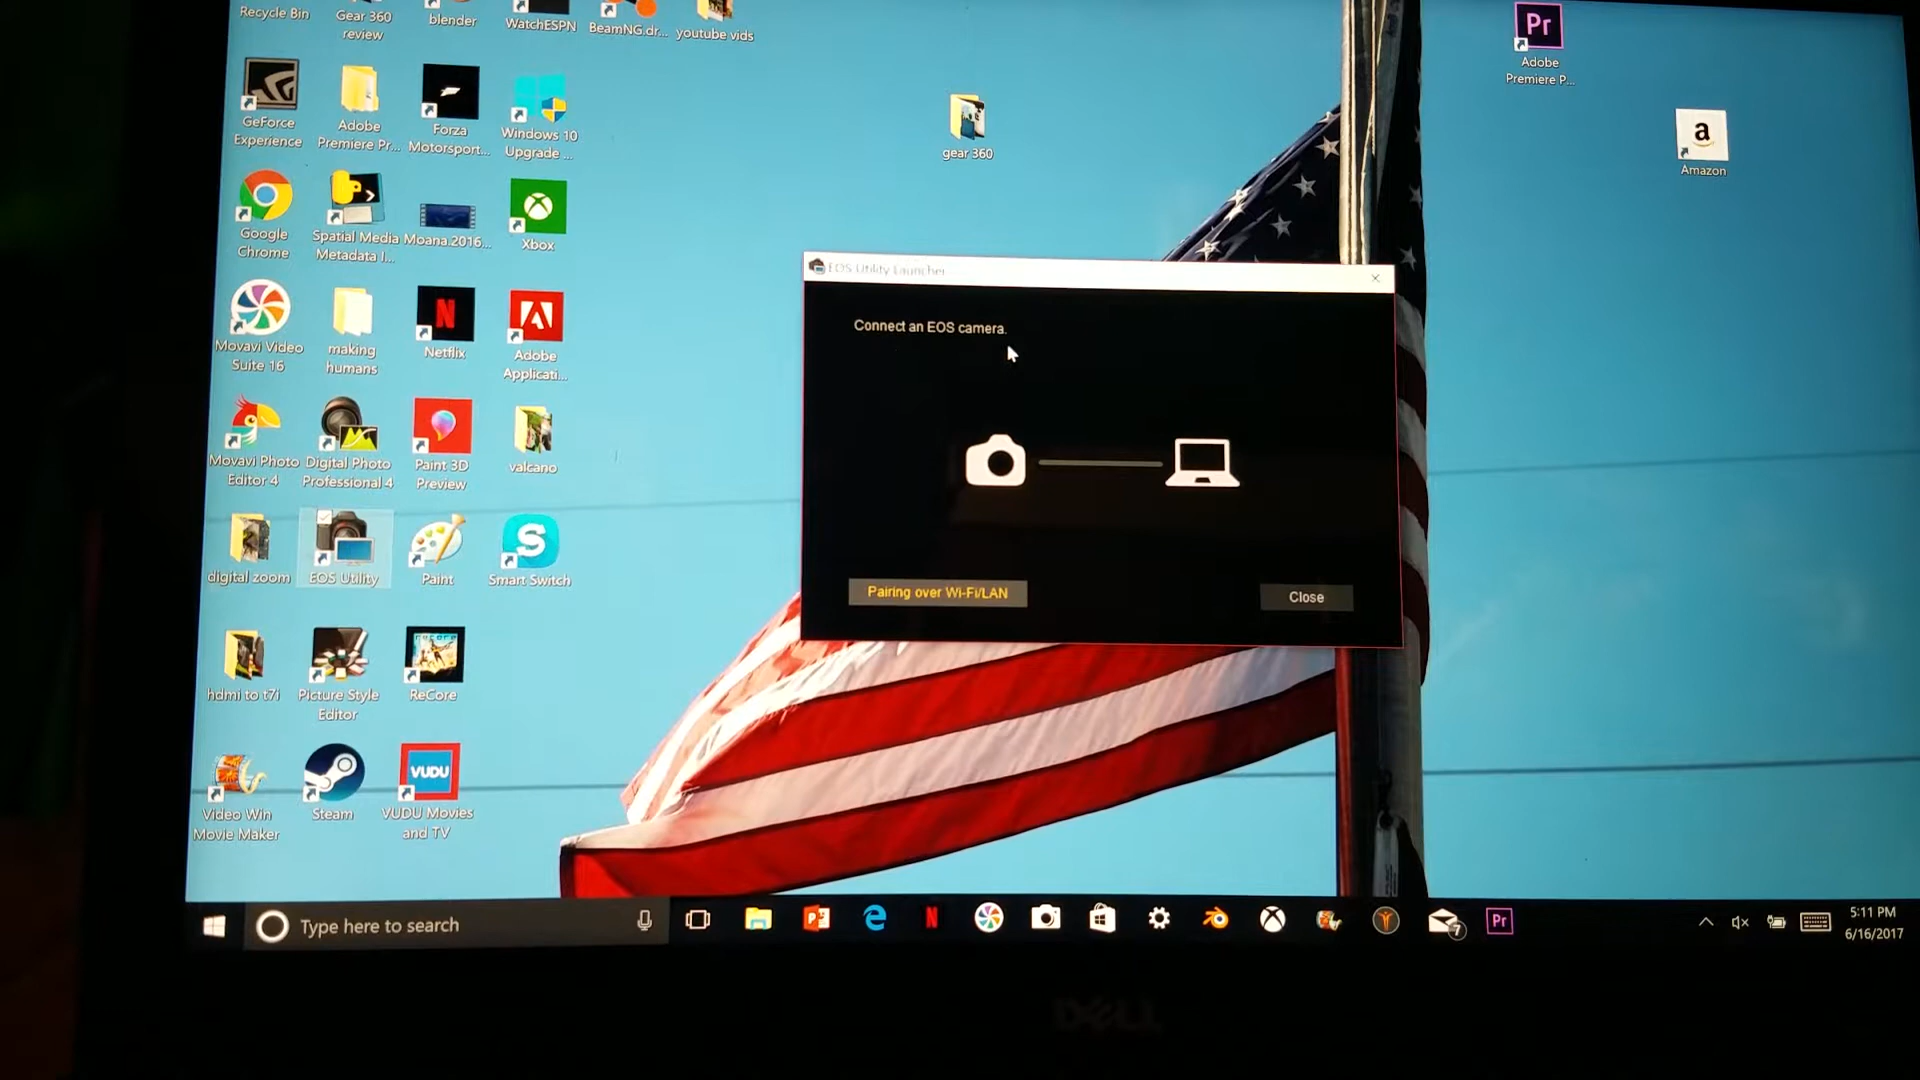 Recycle Bin
Gear 360
review
blender
WatchESPN
BeamNG.dr...
youtube vids
Pr
Adobe
Premiere P...
GeForce
Experience
Adobe
Premiere Pr...
Forza
Motorsport...
Windows 10
Upgrade ...
gear 360
a
Amazon
Google
Chrome
Spatial Media
Metadata I...
Moana.2016...
Xbox
EOS Utility Launcher
Connect an EOS camera.
Movavi Video
Suite 16
making
humans
N
Netflix
Adobe
Applicati...
Movavi Photo
Editor 4
Digital Photo
Professional 4
Paint 3D
Preview
valcano
digital zoom
EOS Utility
Paint
S
Smart Switch
Pairing over Wi-Fi/LAN
Close
hdmi to t7i
Picture Style
Editor
ReCore
Video Win
Movie Maker
Steam
VUDU
VUDU Movies
and TV
Type here to search
N
7
Pr
5:11 PM
6/16/2017
DELL